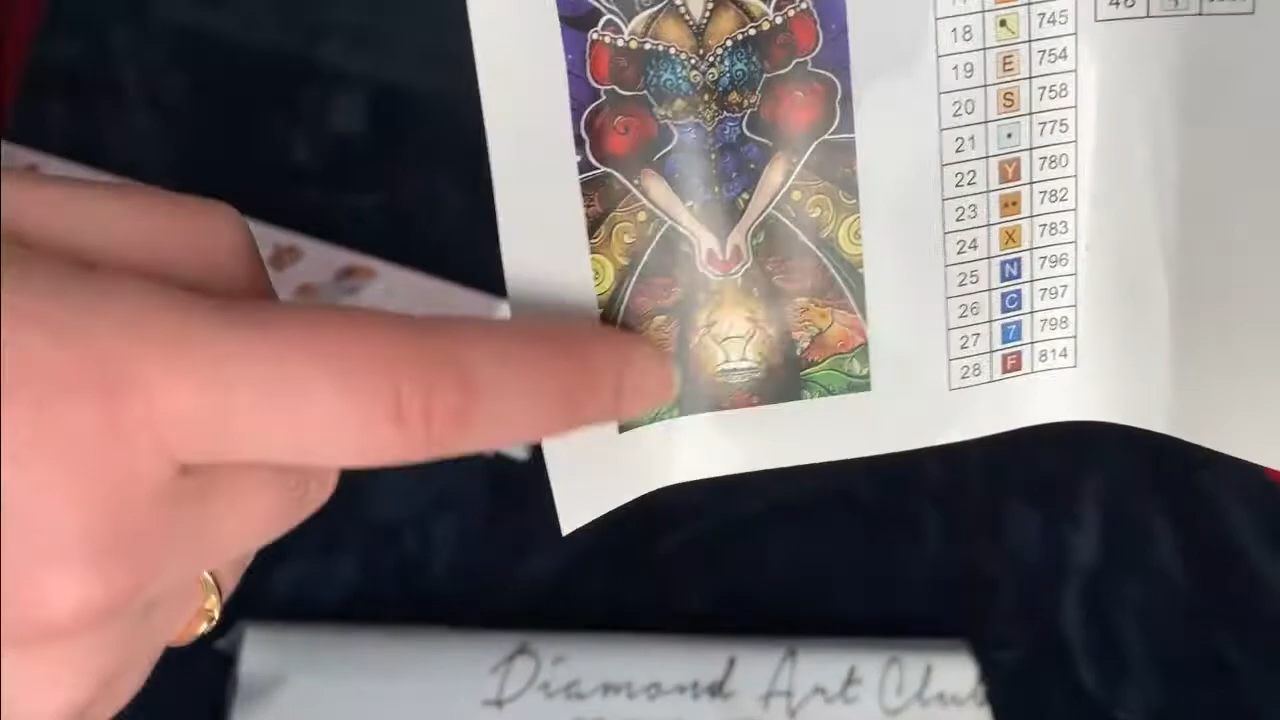 18 745
19 E 754
20 S 758
21 775
22 Y 780
23 782
24 X 783
25 N 796
26 C 797
27 7 798
28 F 814
Diamond Art Club